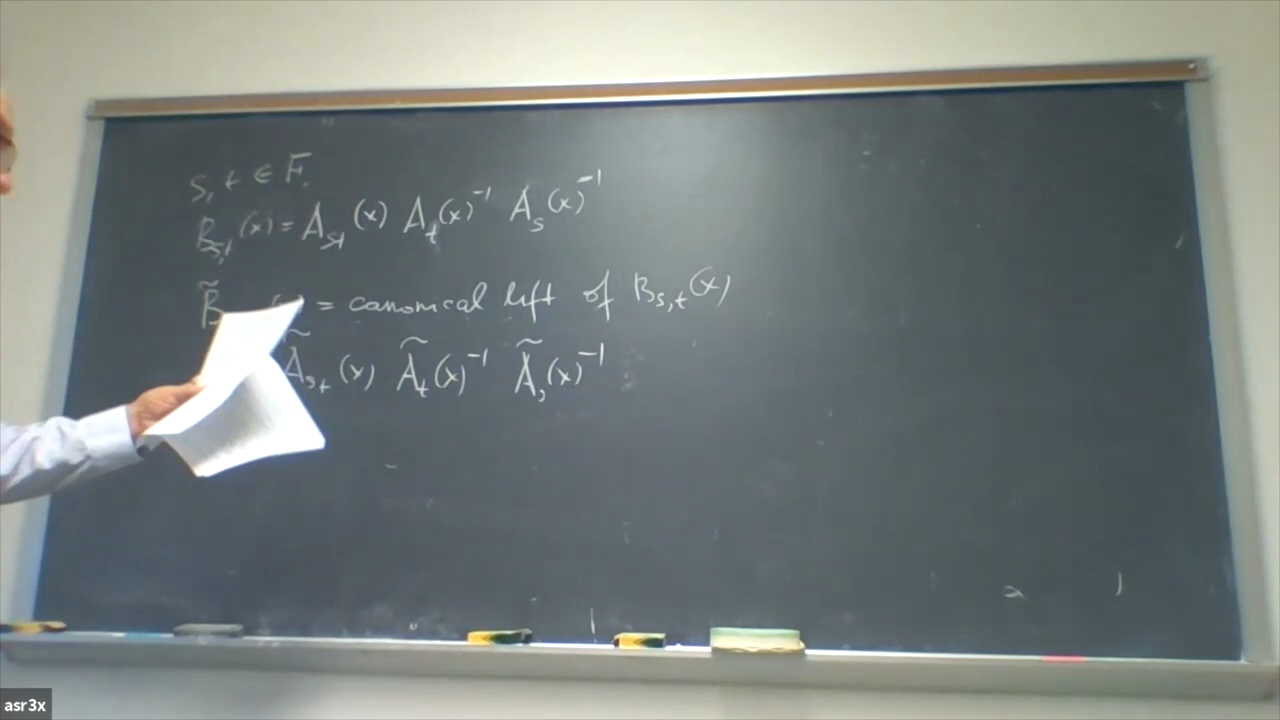 s, t ∈ F.
B_{s,t}(x) = A_{st}(x) A_t(x)^{-1} A_s(x)^{-1}
B̃ = canonical lift of B_{s,t}(x)
Ã_{st}(x) Ã_t(x)^{-1} Ã_s(x)^{-1}
asr3x